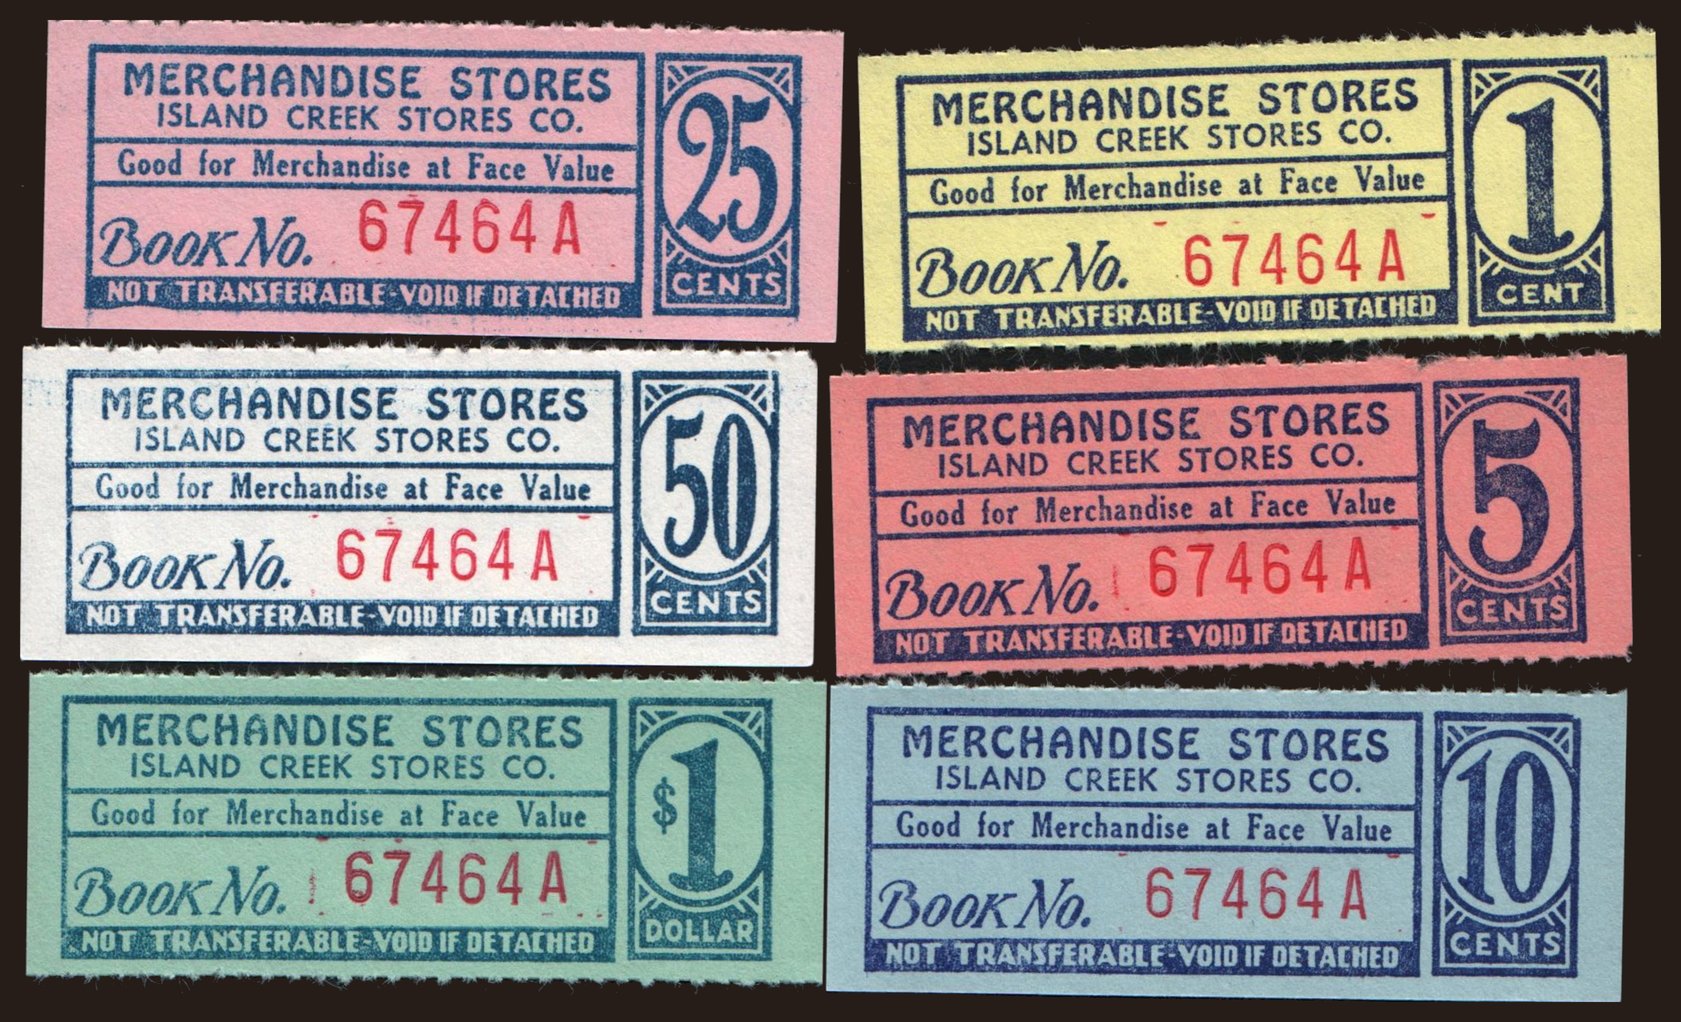 MERCHANDISE STORES
ISLAND CREEK STORES CO.
Good for Merchandise at Face Value
Book No. 67464A
NOT TRANSFERABLE-VOID IF DETACHED
25
CENTS
MERCHANDISE STORES
ISLAND CREEK STORES CO.
Good for Merchandise at Face Value
Book No. 67464A
NOT TRANSFERABLE-VOID IF DETACHED
1
CENT
MERCHANDISE STORES
ISLAND CREEK STORES CO.
Good for Merchandise at Face Value
Book No. 67464A
NOT TRANSFERABLE-VOID IF DETACHED
50
CENTS
MERCHANDISE STORES
ISLAND CREEK STORES CO.
Good for Merchandise at Face Value
Book No. 67464A
NOT TRANSFERABLE-VOID IF DETACHED
5
CENTS
MERCHANDISE STORES
ISLAND CREEK STORES CO.
Good for Merchandise at Face Value
Book No. 67464A
NOT TRANSFERABLE-VOID IF DETACHED
$1
DOLLAR
MERCHANDISE STORES
ISLAND CREEK STORES CO.
Good for Merchandise at Face Value
Book No. 67464A
NOT TRANSFERABLE-VOID IF DETACHED
10
CENTS